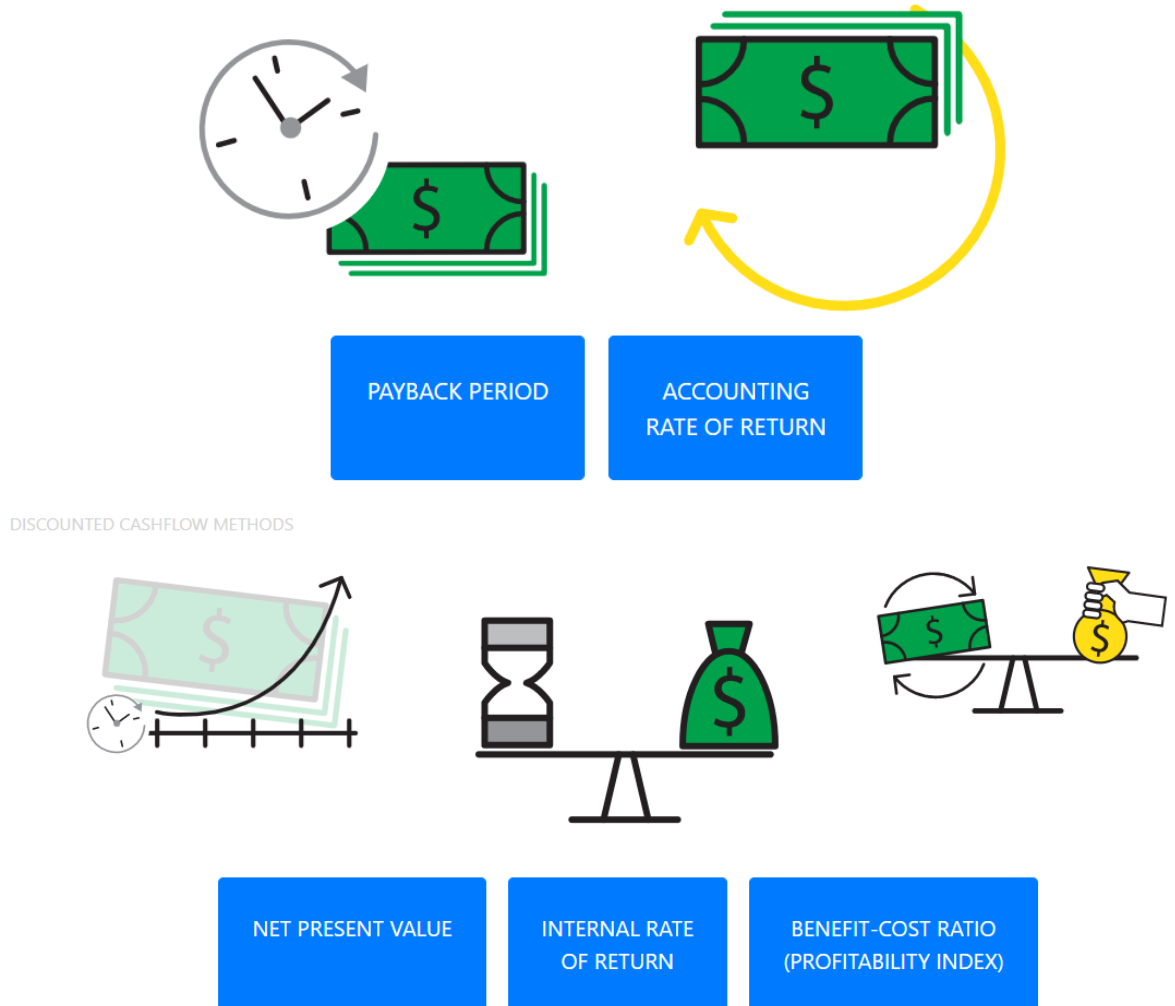 $
$
PAYBACK PERIOD
ACCOUNTING
RATE OF RETURN
DISCOUNTED CASHFLOW METHODS
$
$
$
$
NET PRESENT VALUE
INTERNAL RATE
OF RETURN
BENEFIT-COST RATIO
(PROFITABILITY INDEX)